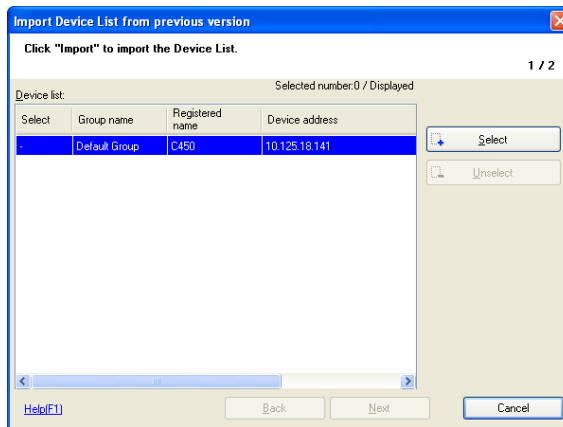 Import Device List from previous version
Click "Import" to import the Device List.
1 / 2
Selected number:0 / Displayed
Device list:
Select Group name Registered name Device address
- Default Group C450 10.125.18.141
Select
Unselect
Help(F1)
Back Next Cancel